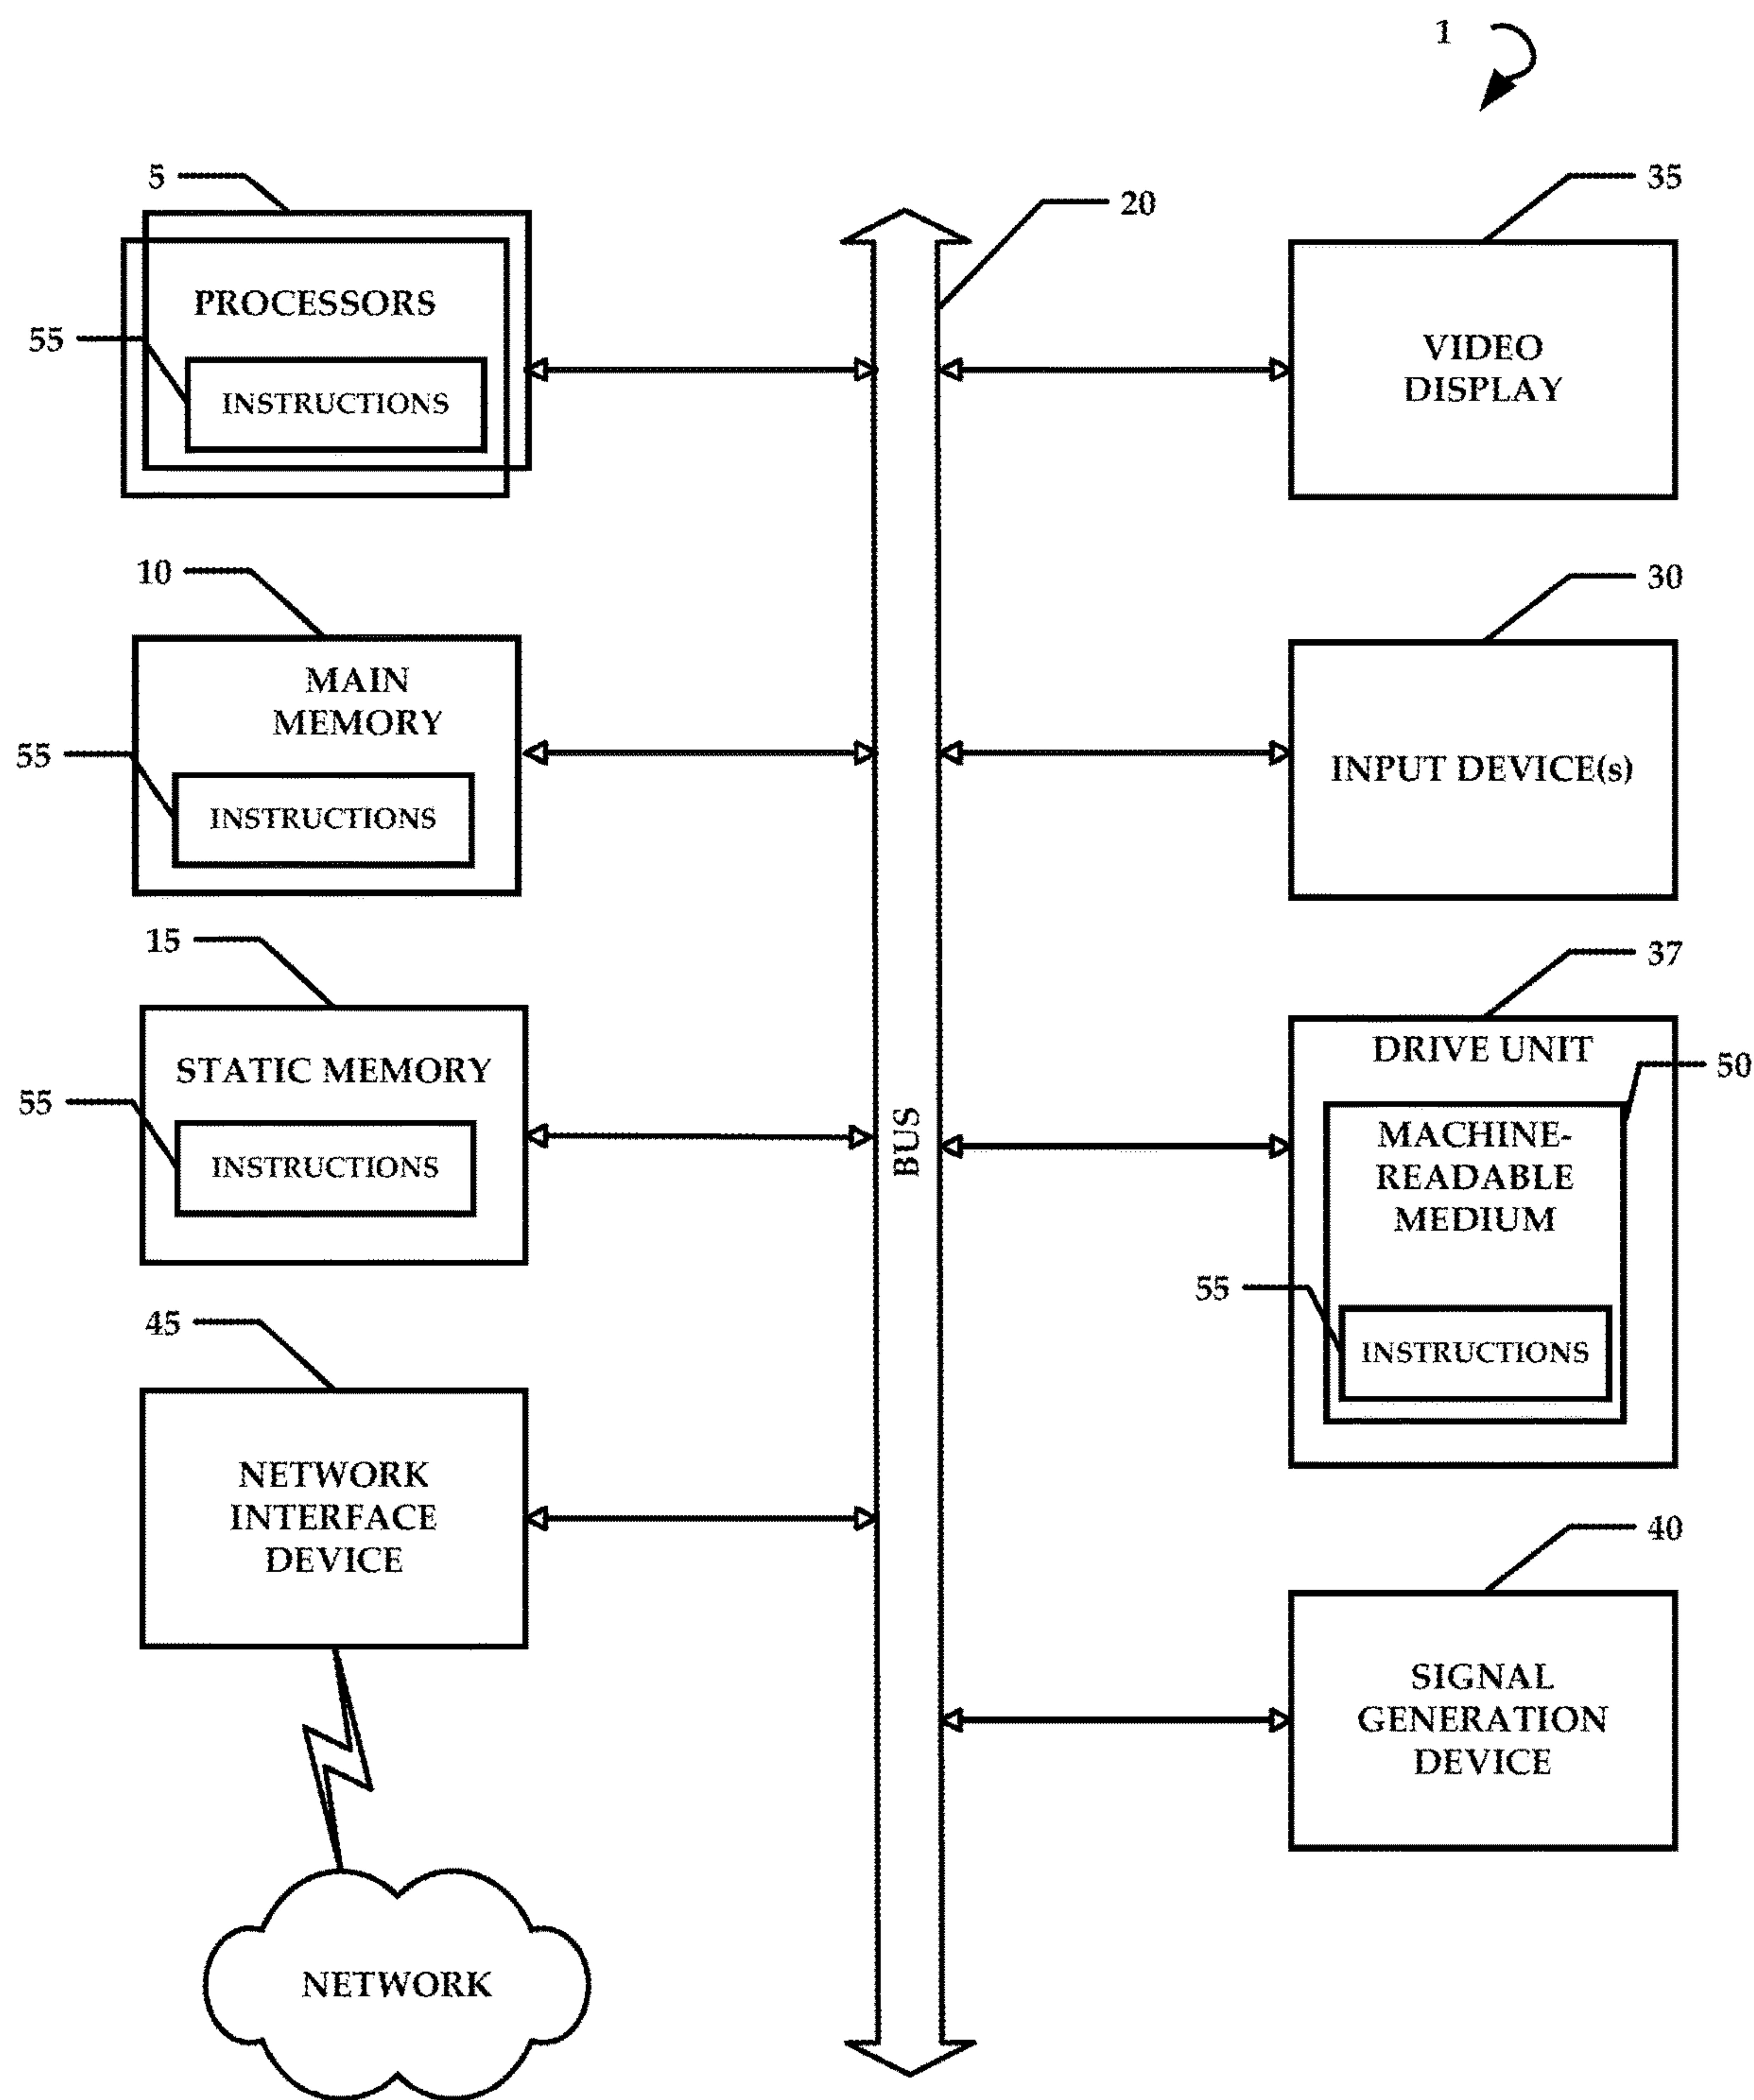 1
5
PROCESSORS
55
INSTRUCTIONS
10
MAIN
MEMORY
55
INSTRUCTIONS
15
STATIC MEMORY
55
INSTRUCTIONS
45
NETWORK
INTERFACE
DEVICE
NETWORK
20
BUS
35
VIDEO
DISPLAY
30
INPUT DEVICE(s)
37
DRIVE UNIT
50
MACHINE-
READABLE
MEDIUM
55
INSTRUCTIONS
40
SIGNAL
GENERATION
DEVICE